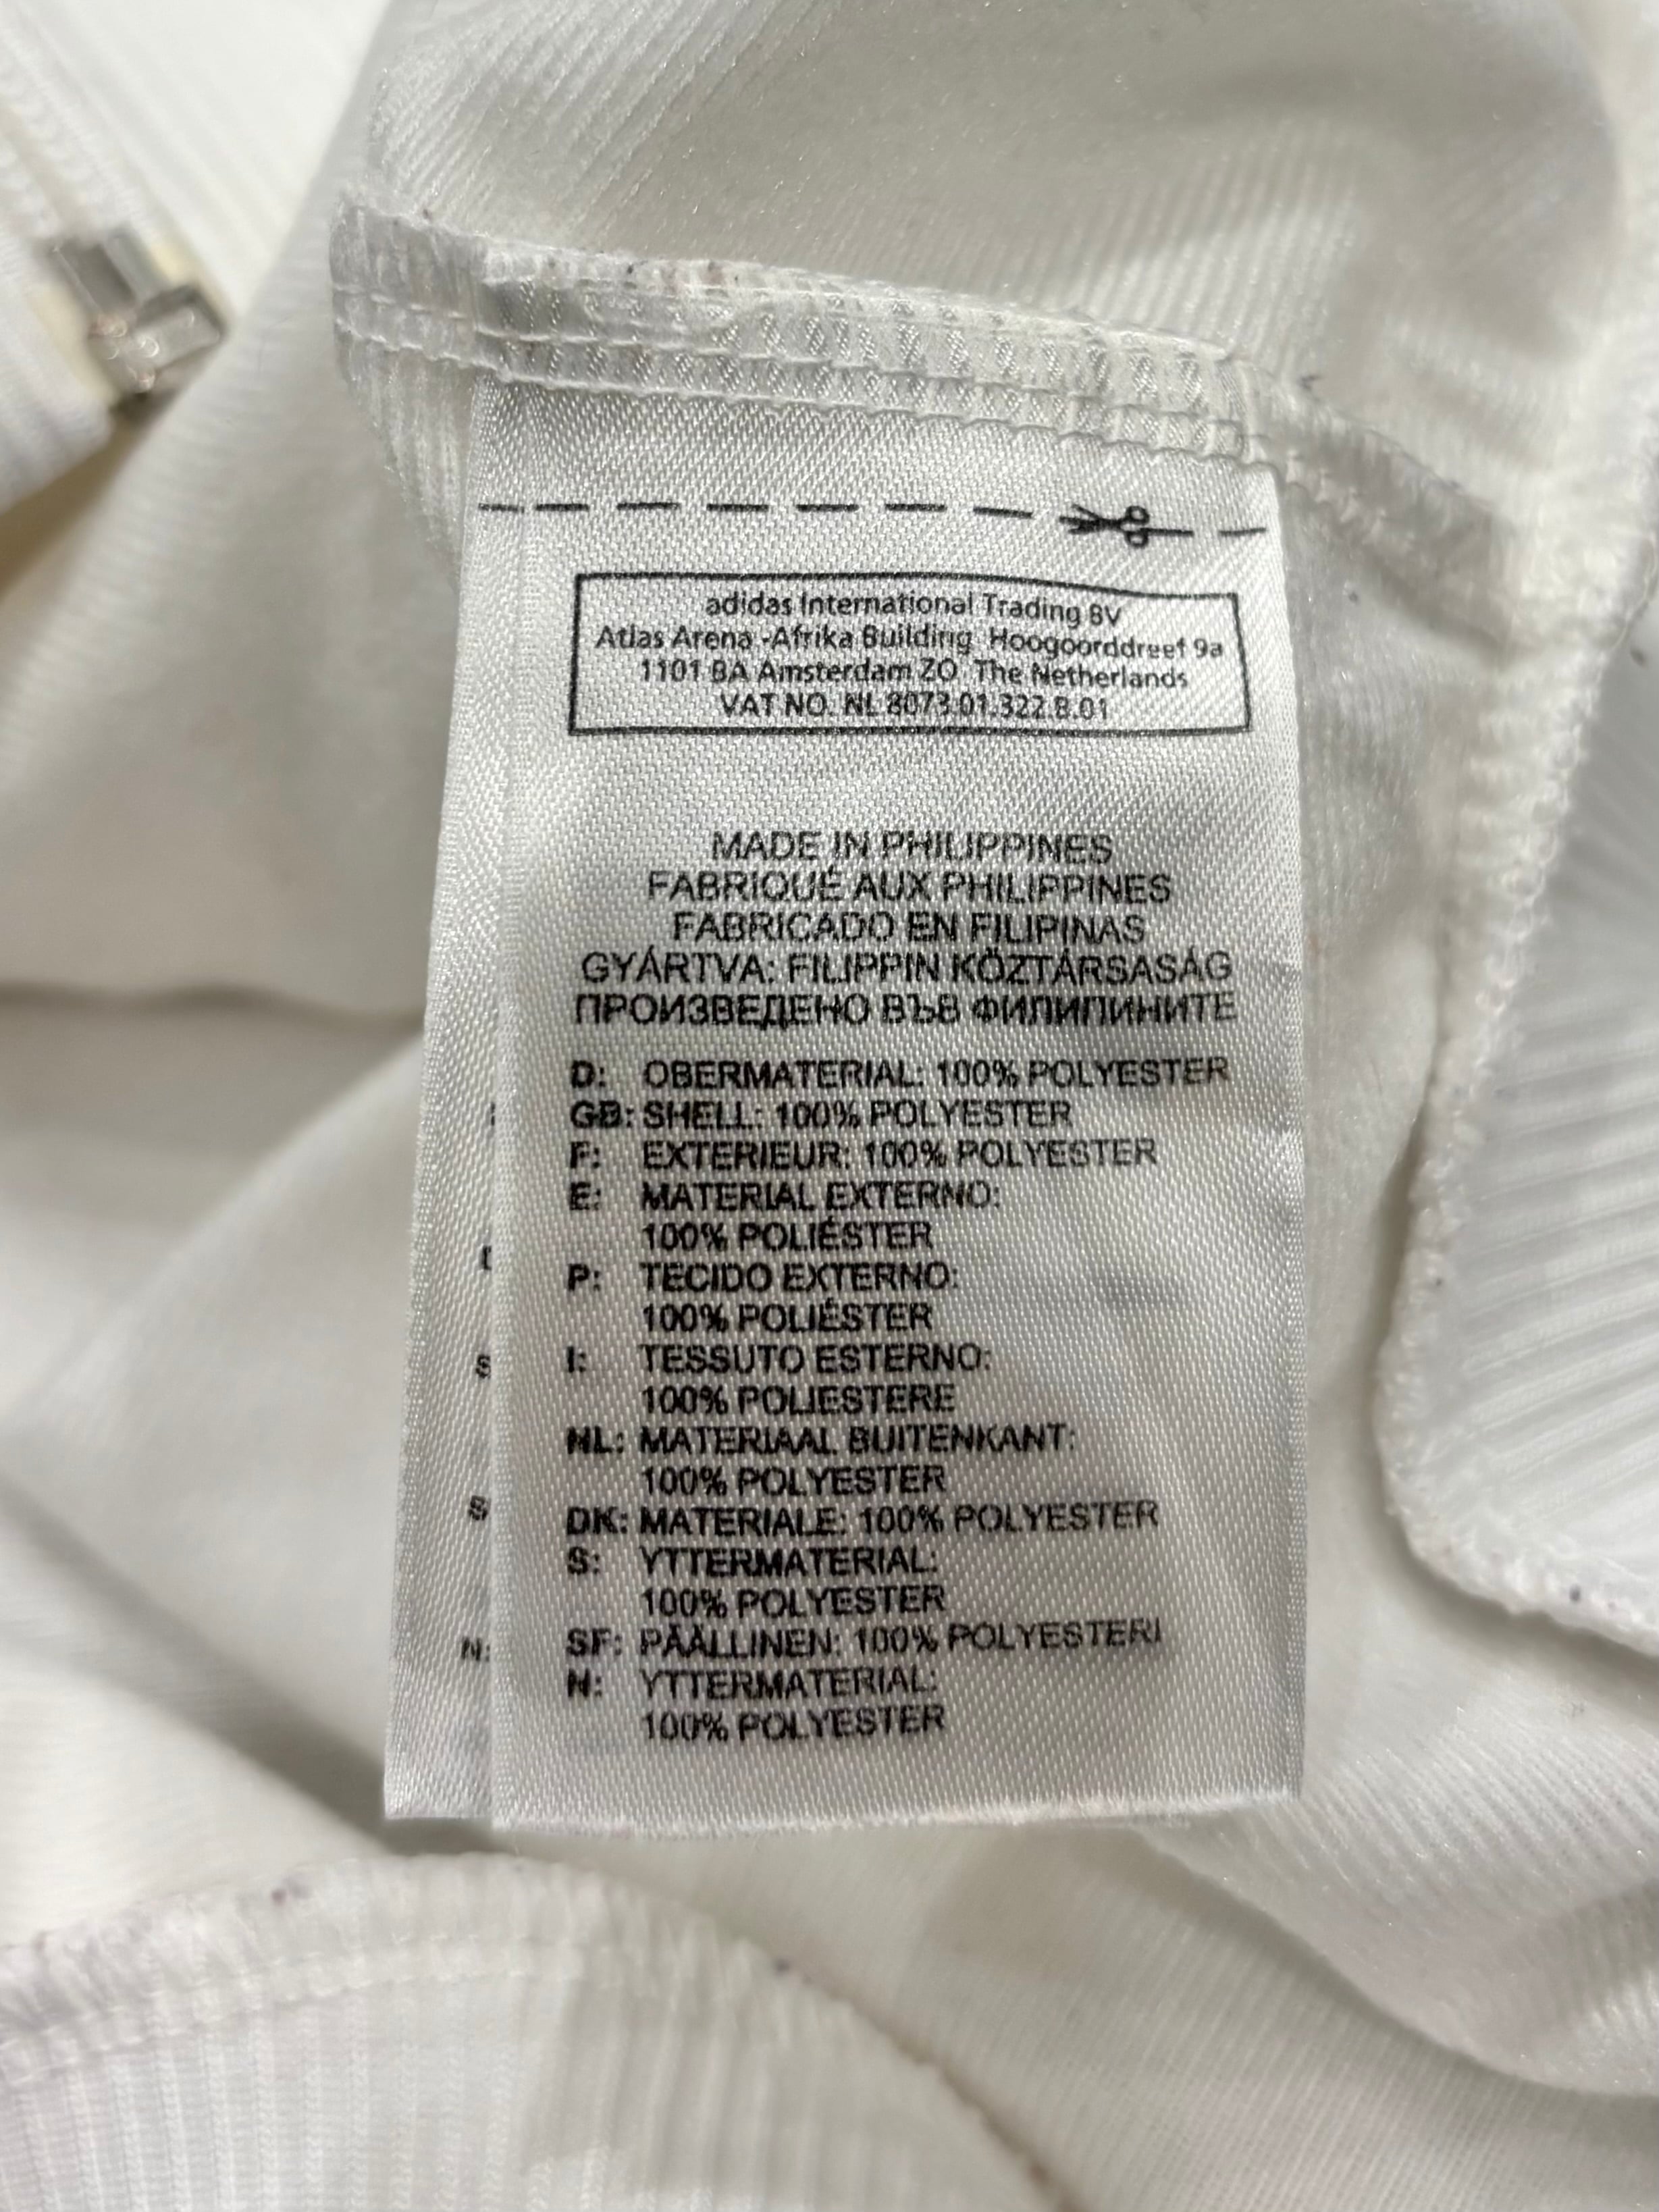 adidas International Trading BV
Atlas Arena -Afrika Building Hoogoorddreef 9a
1101 BA Amsterdam ZO The Netherlands
VAT NO. NL 8073.01.322.B.01
MADE IN PHILIPPINES
FABRIQUÉ AUX PHILIPPINES
FABRICADO EN FILIPINAS
GYÁRTVA: FILIPPIN KÖZTÁRSASÁG
ПРОИЗВЕДЕНО ВЪВ ФИЛИПИНИТЕ
D: OBERMATERIAL: 100% POLYESTER
GB: SHELL: 100% POLYESTER
F: EXTERIEUR: 100% POLYESTER
E: MATERIAL EXTERNO:
100% POLIÉSTER
P: TECIDO EXTERNO:
100% POLIÉSTER
I: TESSUTO ESTERNO:
100% POLIESTERE
NL: MATERIAAL BUITENKANT:
100% POLYESTER
DK: MATERIALE: 100% POLYESTER
S: YTTERMATERIAL:
100% POLYESTER
SF: PÄÄLLINEN: 100% POLYESTERI
N: YTTERMATERIAL:
100% POLYESTER
N: